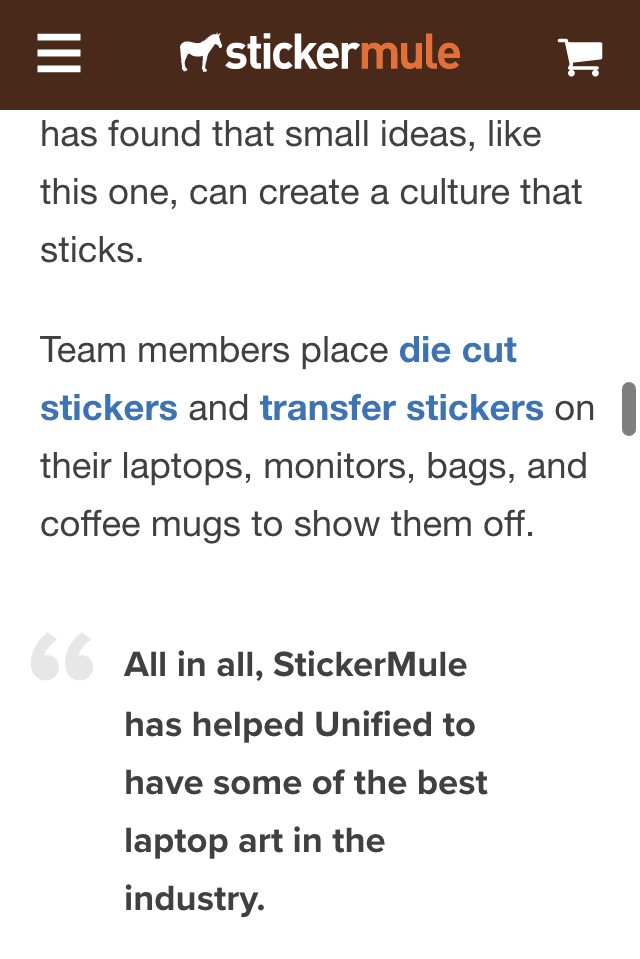 stickermule
has found that small ideas, like
this one, can create a culture that
sticks.
Team members place die cut
stickers and transfer stickers on
their laptops, monitors, bags, and
coffee mugs to show them off.
“
All in all, StickerMule
has helped Unified to
have some of the best
laptop art in the
industry.